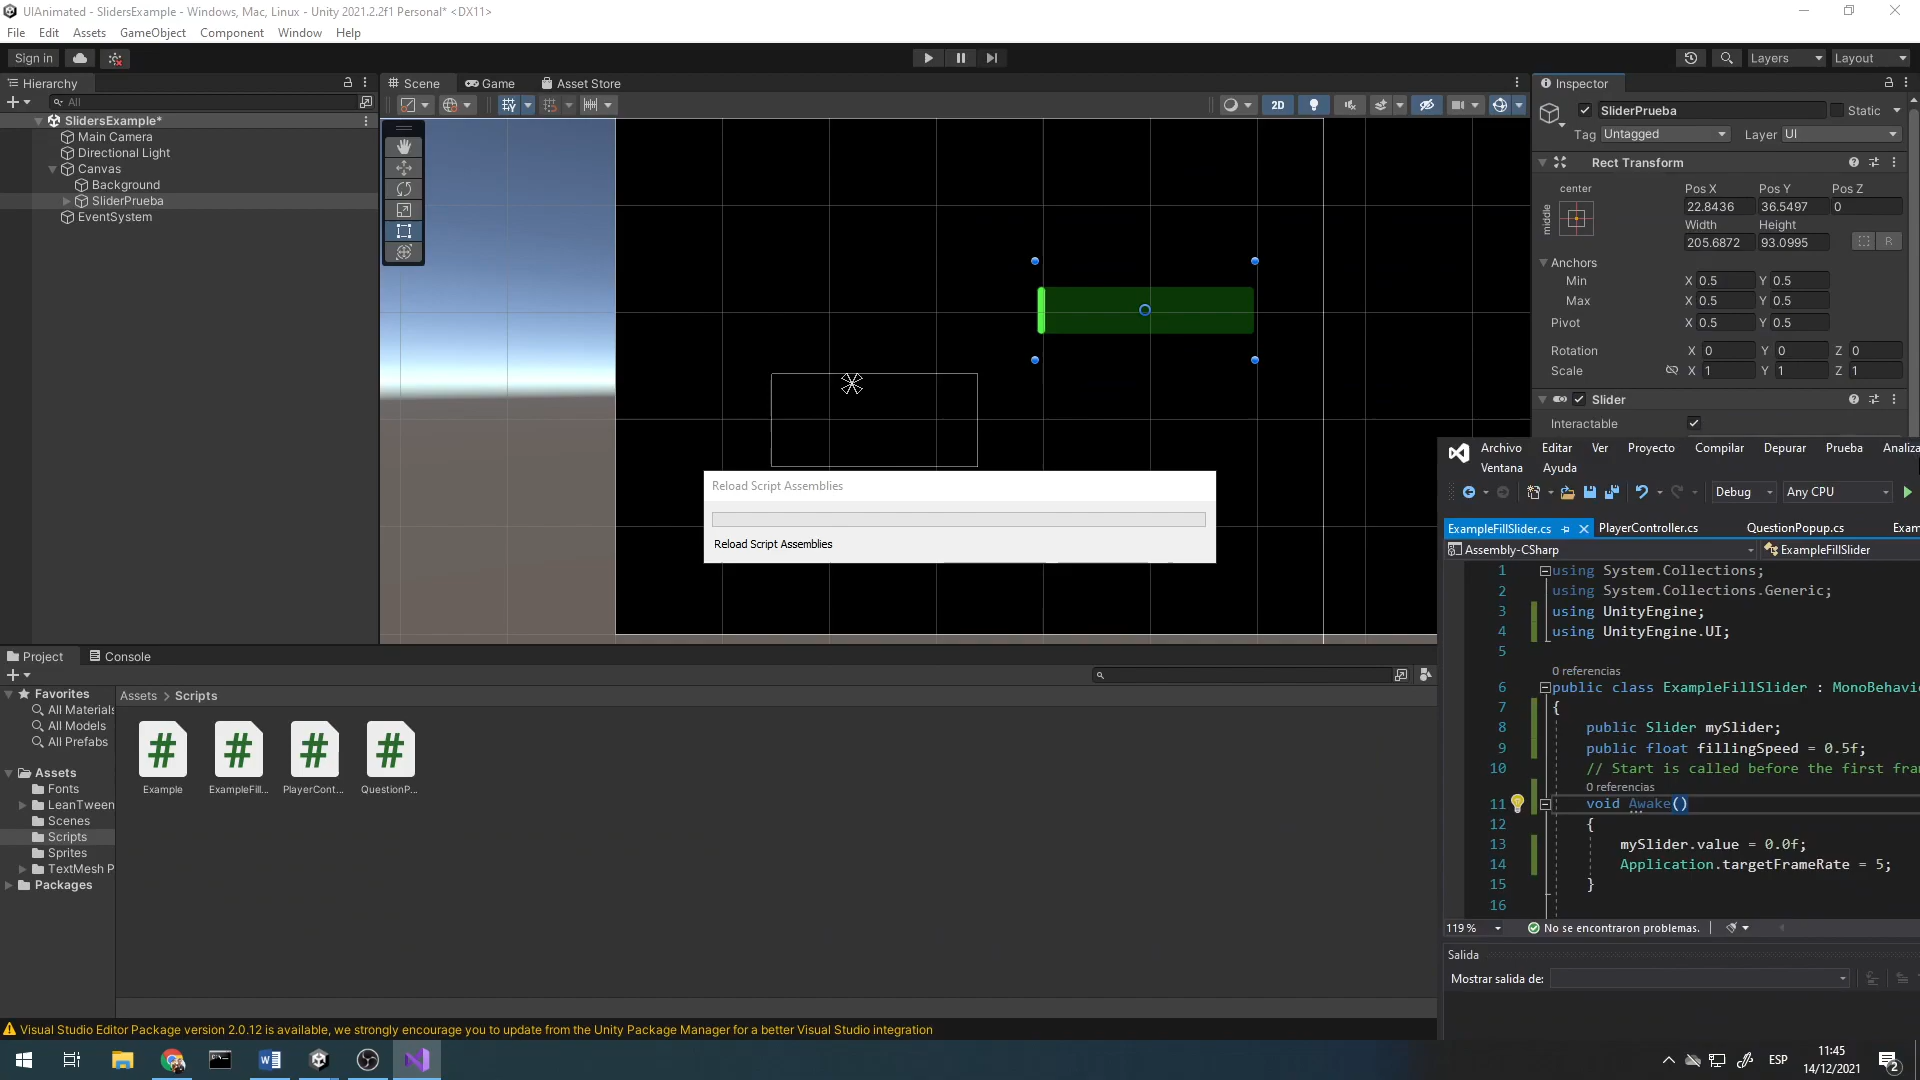 UIAnimated - SlidersExample - Windows, Mac, Linux - Unity 2021.2.2f1 Personal* <DX11>
File Edit Assets GameObject Component Window Help
Sign in
Layers
Layout
Hierarchy
All
SlidersExample*
Main Camera
Directional Light
Canvas
Background
SliderPrueba
EventSystem
Scene Game Asset Store
2D
Inspector
SliderPrueba
Static
Tag Untagged Layer UI
Rect Transform
center
middle
Pos X Pos Y Pos Z
22.8436 36.5497 0
Width Height
205.6872 93.0995
R
Anchors
Min X 0.5 Y 0.5
Max X 0.5 Y 0.5
Pivot X 0.5 Y 0.5
Rotation X 0 Y 0 Z 0
Scale X 1 Y 1 Z 1
Slider
Interactable
Reload Script Assemblies
Reload Script Assemblies
Archivo Editar Ver Proyecto Compilar Depurar Prueba Analiza
Ventana Ayuda
Debug Any CPU
ExampleFillSlider.cs PlayerController.cs QuestionPopup.cs Exam
Assembly-CSharp ExampleFillSlider
1 using System.Collections;
2 using System.Collections.Generic;
3 using UnityEngine;
4 using UnityEngine.UI;
5
0 referencias
6 public class ExampleFillSlider : MonoBehavio
7 {
8 public Slider mySlider;
9 public float fillingSpeed = 0.5f;
10 // Start is called before the first fra
0 referencias
11 void Awake()
12 {
13 mySlider.value = 0.0f;
14 Application.targetFrameRate = 5;
15 }
16
119 % No se encontraron problemas.
Salida
Mostrar salida de:
Project Console
Favorites
All Materials
All Models
All Prefabs
Assets
Fonts
LeanTween
Scenes
Scripts
Sprites
TextMesh P
Packages
Assets > Scripts
Example ExampleFill... PlayerCont... QuestionP...
Visual Studio Editor Package version 2.0.12 is available, we strongly encourage you to update from the Unity Package Manager for a better Visual Studio integration
ESP
11:45
14/12/2021
2